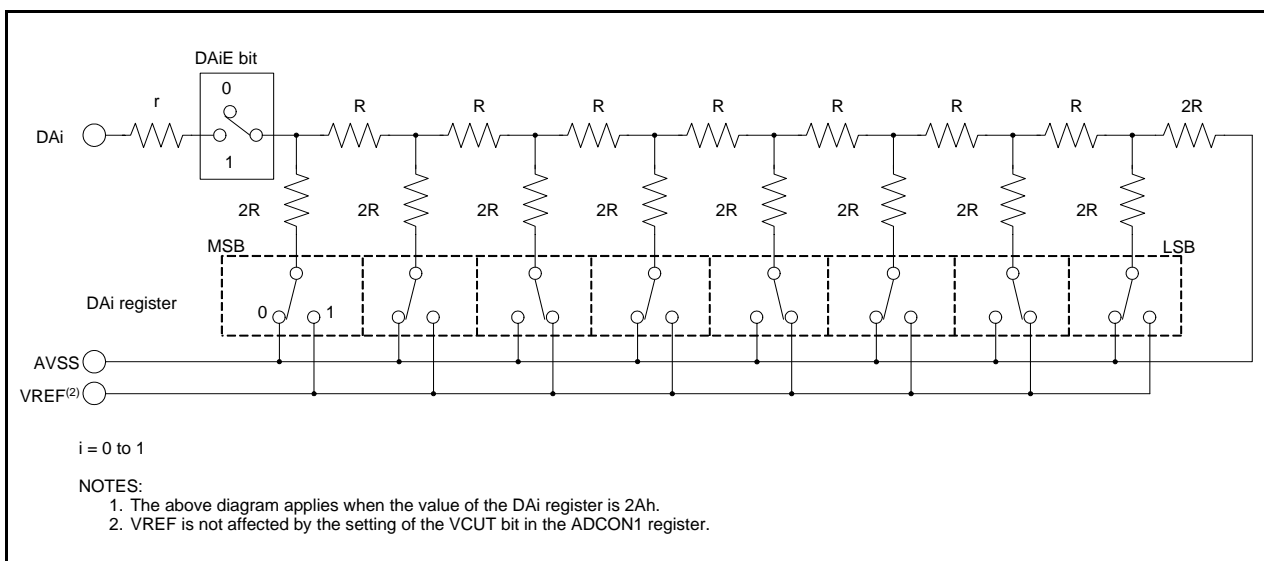 DAiE bit
0
r
R R R R R R R 2R
DAi
1
2R 2R 2R 2R 2R 2R 2R 2R
MSB
LSB
DAi register
0 1
AVSS
VREF(2)
i = 0 to 1
NOTES:
1. The above diagram applies when the value of the DAi register is 2Ah.
2. VREF is not affected by the setting of the VCUT bit in the ADCON1 register.